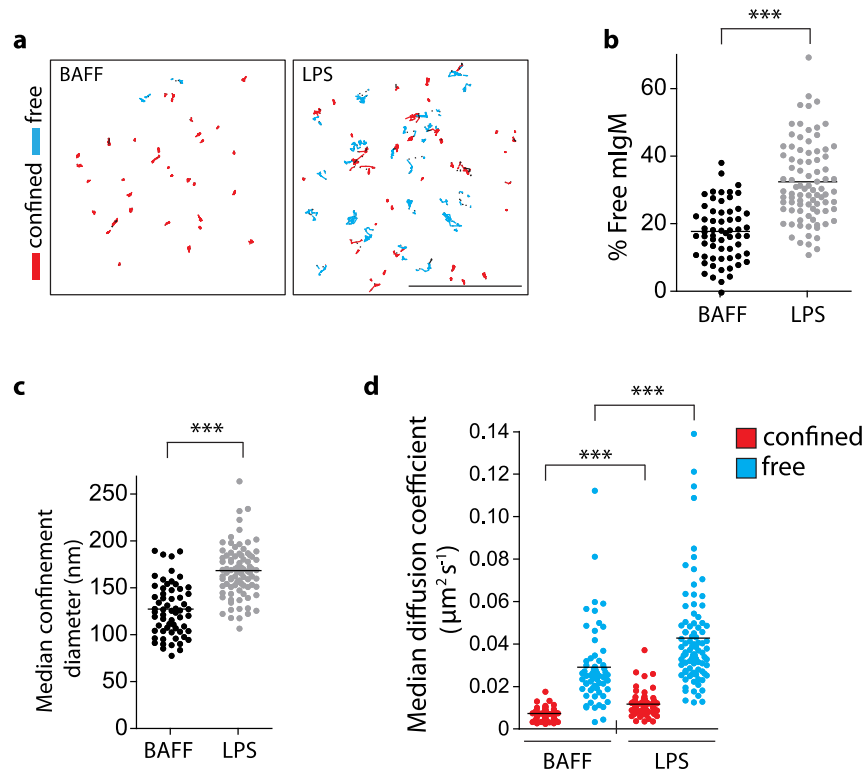 a
BAFF
LPS
confined free
b
***
% Free mIgM
60
40
20
0
BAFF LPS
c
***
Median confinement
diameter (nm)
250
200
150
100
50
0
BAFF LPS
d
***
***
Median diffusion coefficient
(μm² s⁻¹)
0.14
0.12
0.10
0.08
0.06
0.04
0.02
0
BAFF LPS
confined
free